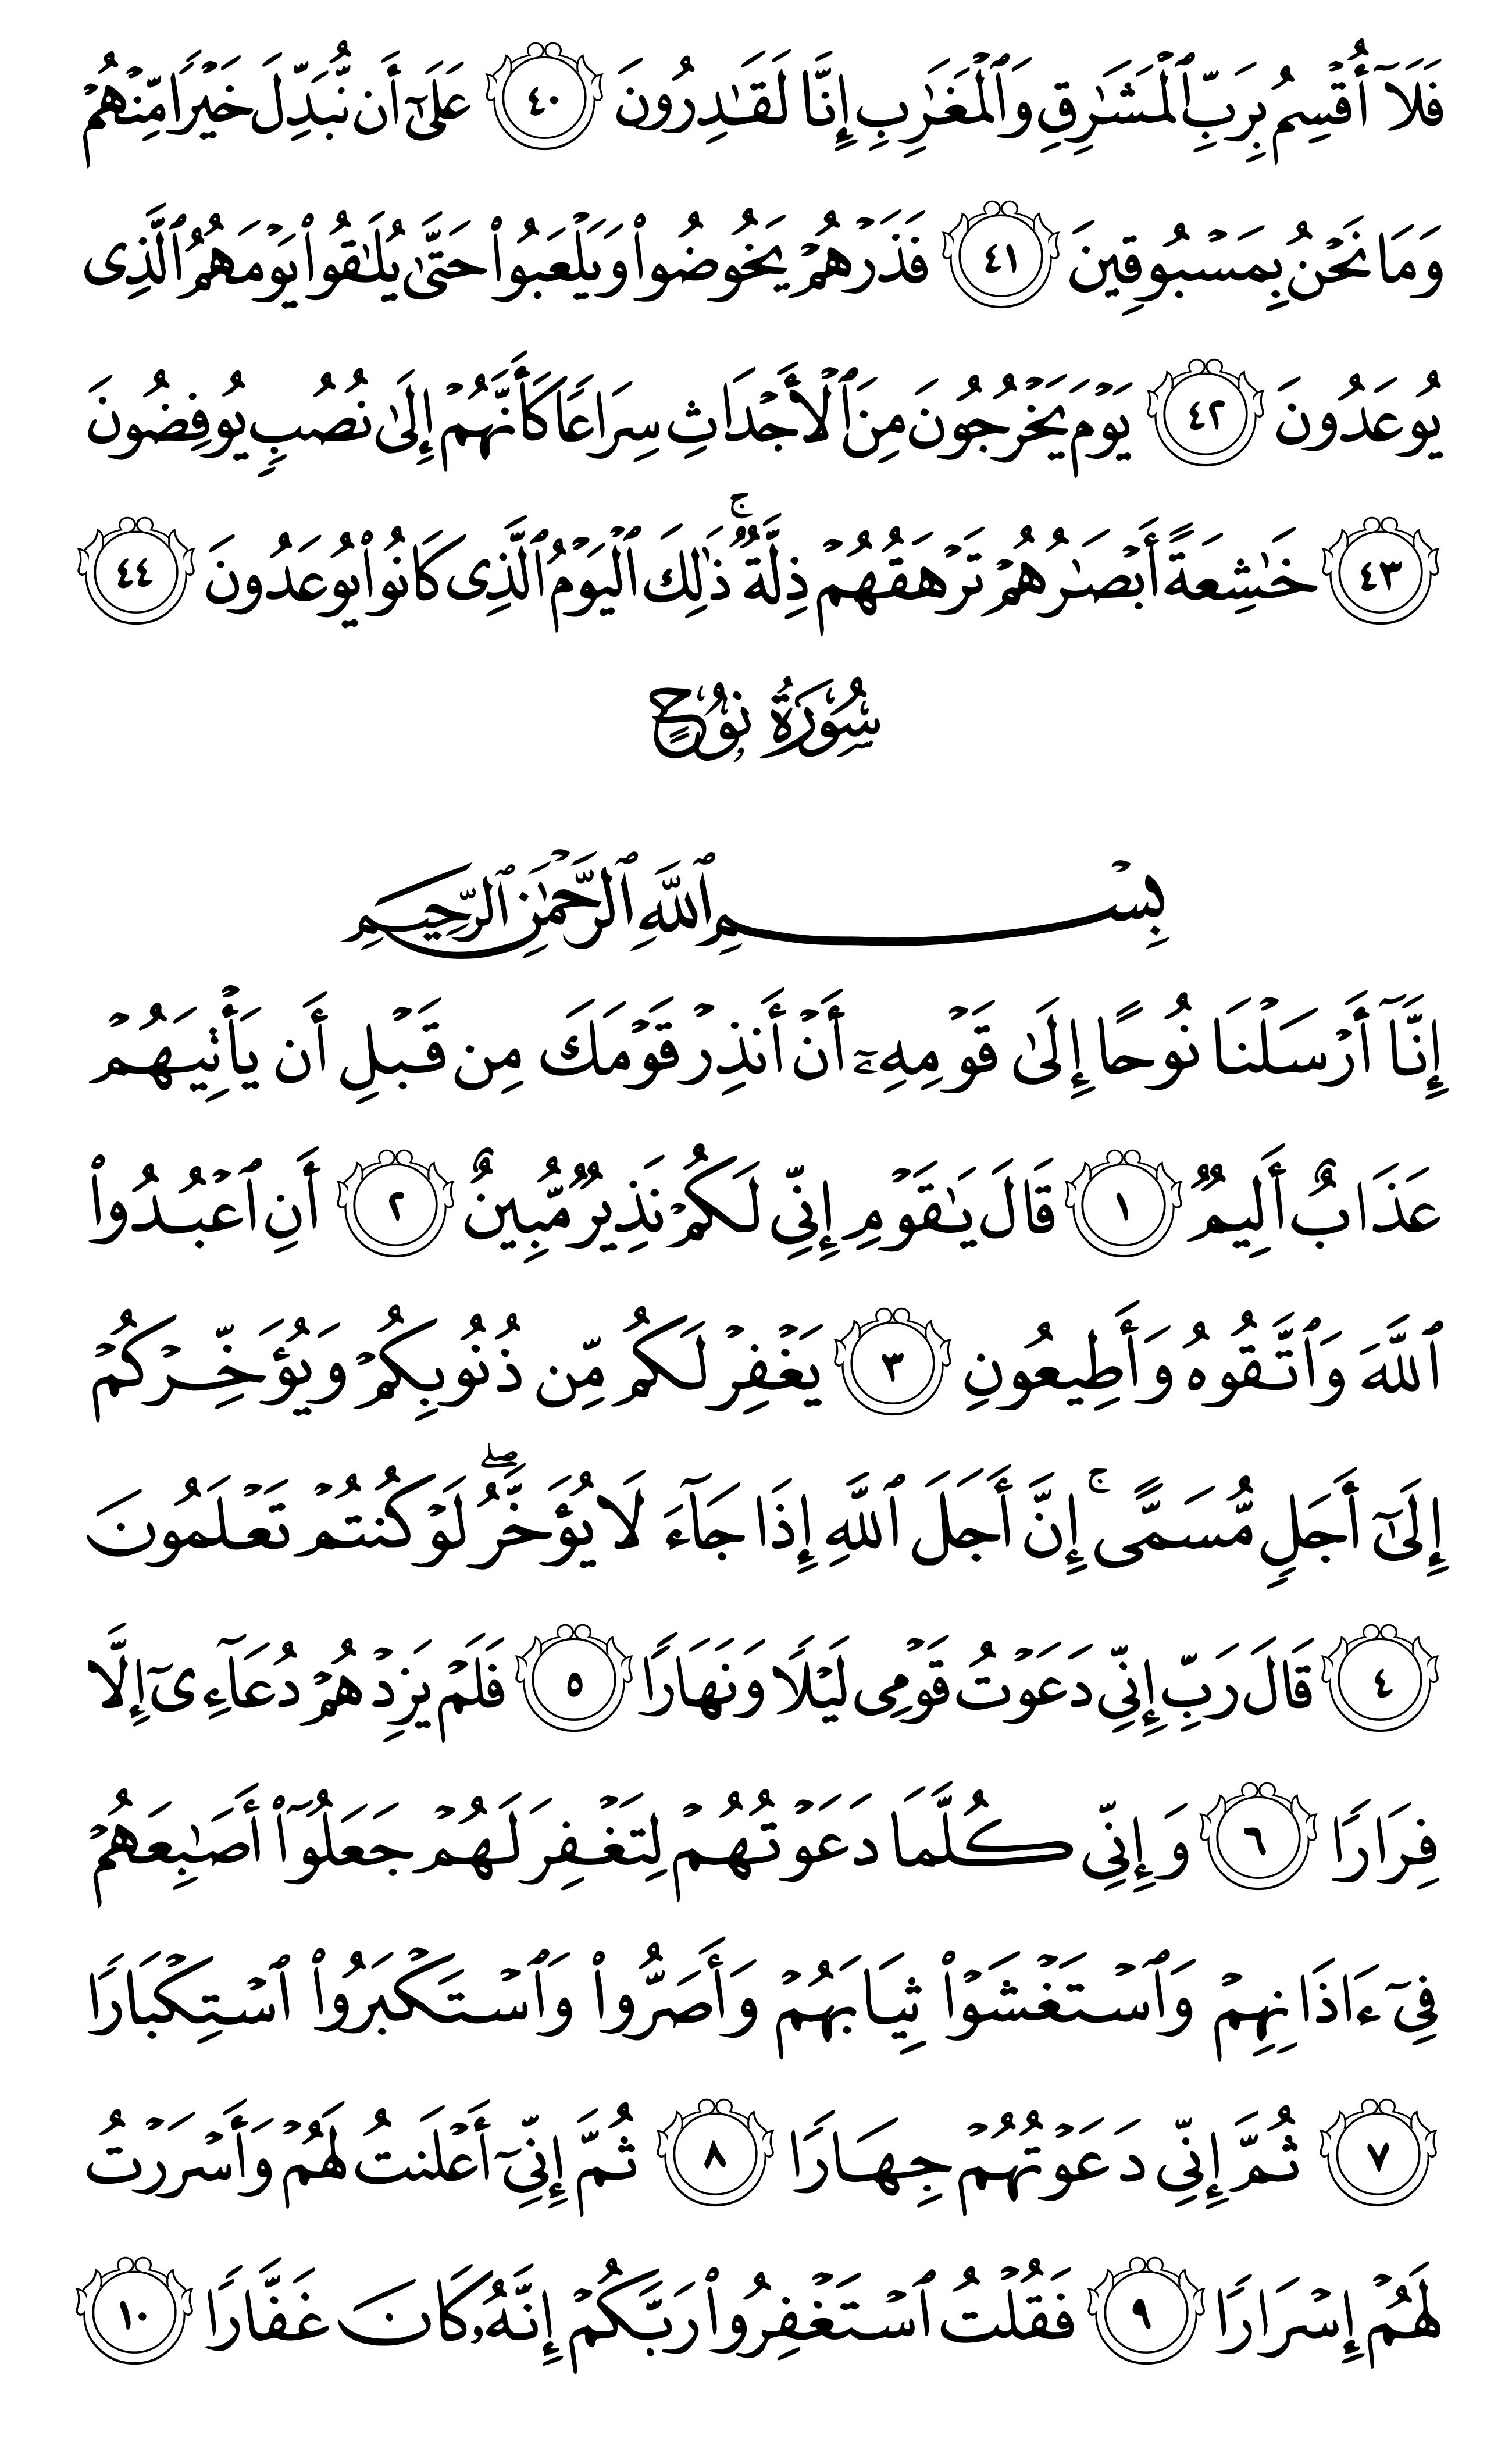 فَلَآ أُقْسِمُ بِرَبِّ ٱلْمَشَٰرِقِ وَٱلْمَغَٰرِبِ إِنَّا لَقَٰدِرُونَ ٤٠ عَلَىٰٓ أَن نُّبَدِّلَ خَيْرًا مِّنْهُمْ
وَمَا نَحْنُ بِمَسْبُوقِينَ ٤١ فَذَرْهُمْ يَخُوضُوا۟ وَيَلْعَبُوا۟ حَتَّىٰ يُلَٰقُوا۟ يَوْمَهُمُ ٱلَّذِى
يُوعَدُونَ ٤٢ يَوْمَ يَخْرُجُونَ مِنَ ٱلْأَجْدَاثِ سِرَاعًا كَأَنَّهُمْ إِلَىٰ نُصُبٍ يُوفِضُونَ
٤٣ خَٰشِعَةً أَبْصَٰرُهُمْ تَرْهَقُهُمْ ذِلَّةٌ ۚ ذَٰلِكَ ٱلْيَوْمُ ٱلَّذِى كَانُوا۟ يُوعَدُونَ ٤٤
سُورَةُ نُوحٍ
بِسْمِ ٱللَّهِ ٱلرَّحْمَٰنِ ٱلرَّحِيمِ
إِنَّآ أَرْسَلْنَا نُوحًا إِلَىٰ قَوْمِهِۦٓ أَنْ أَنذِرْ قَوْمَكَ مِن قَبْلِ أَن يَأْتِيَهُمْ
عَذَابٌ أَلِيمٌ ١ قَالَ يَٰقَوْمِ إِنِّى لَكُمْ نَذِيرٌ مُّبِينٌ ٢ أَنِ ٱعْبُدُوا۟
ٱللَّهَ وَٱتَّقُوهُ وَأَطِيعُونِ ٣ يَغْفِرْ لَكُم مِّن ذُنُوبِكُمْ وَيُؤَخِّرْكُمْ
إِلَىٰٓ أَجَلٍ مُّسَمًّى ۚ إِنَّ أَجَلَ ٱللَّهِ إِذَا جَآءَ لَا يُؤَخَّرُ ۖ لَوْ كُنتُمْ تَعْلَمُونَ
٤ قَالَ رَبِّ إِنِّى دَعَوْتُ قَوْمِى لَيْلًا وَنَهَارًا ٥ فَلَمْ يَزِدْهُمْ دُعَآءِىٓ إِلَّا
فِرَارًا ٦ وَإِنِّى كُلَّمَا دَعَوْتُهُمْ لِتَغْفِرَ لَهُمْ جَعَلُوٓا۟ أَصَٰبِعَهُمْ
فِىٓ ءَاذَانِهِمْ وَٱسْتَغْشَوْا۟ ثِيَابَهُمْ وَأَصَرُّوا۟ وَٱسْتَكْبَرُوا۟ ٱسْتِكْبَارًا
٧ ثُمَّ إِنِّى دَعَوْتُهُمْ جِهَارًا ٨ ثُمَّ إِنِّىٓ أَعْلَنتُ لَهُمْ وَأَسْرَرْتُ
لَهُمْ إِسْرَارًا ٩ فَقُلْتُ ٱسْتَغْفِرُوا۟ رَبَّكُمْ إِنَّهُۥ كَانَ غَفَّارًا ١٠